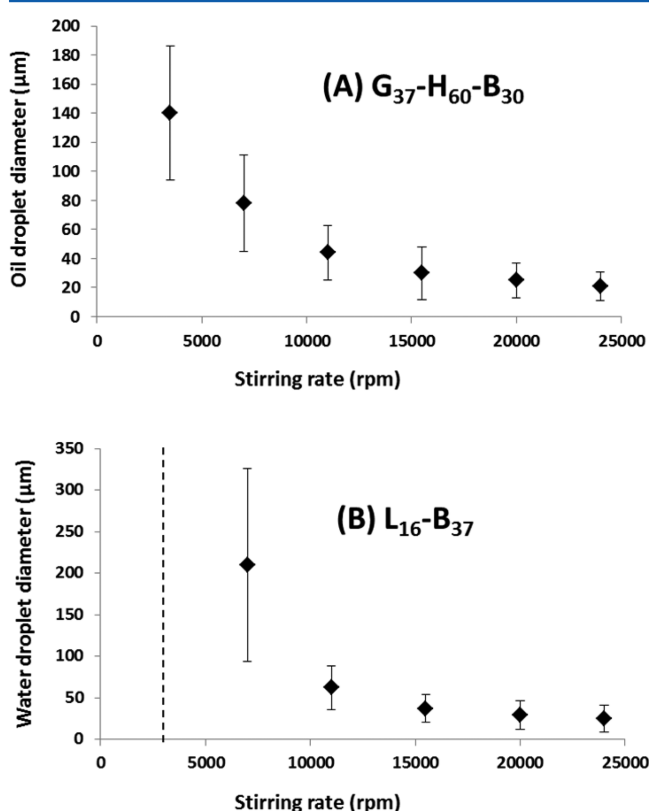 200
180
160
140
120
100
80
60
40
20
0
Oil droplet diameter (µm)
(A) G₃₇-H₆₀-B₃₀
0 5000 10000 15000 20000 25000
Stirring rate (rpm)
350
300
250
200
150
100
50
0
Water droplet diameter (µm)
(B) L₁₆-B₃₇
0 5000 10000 15000 20000 25000
Stirring rate (rpm)